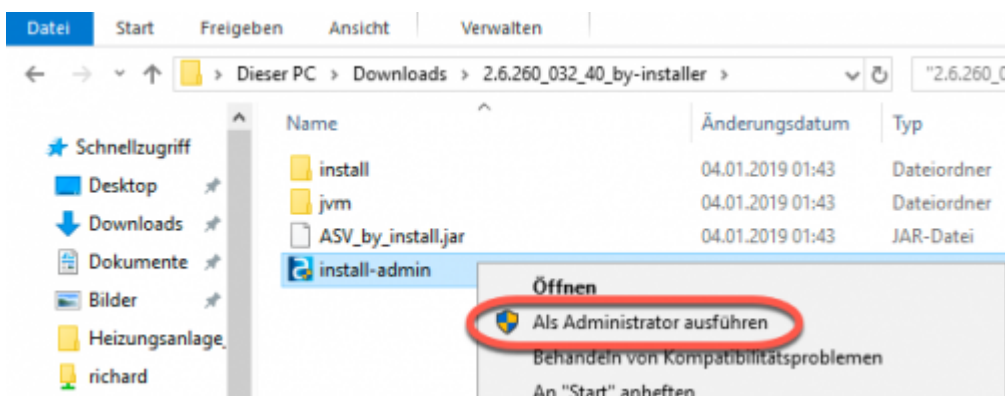 Datei Start Freigeben Ansicht Verwalten
Dieser PC > Downloads > 2.6.260_032_40_by-installer > "2.6.260_0
Name Änderungsdatum Typ
Schnellzugriff
install 04.01.2019 01:43 Dateiordner
Desktop
jvm 04.01.2019 01:43 Dateiordner
Downloads
ASV_by_install.jar 04.01.2019 01:43 JAR-Datei
Dokumente
install-admin
Öffnen
Bilder
Als Administrator ausführen
Heizungsanlage_
Behandeln von Kompatibilitätsproblemen
richard
An "Start" anheften